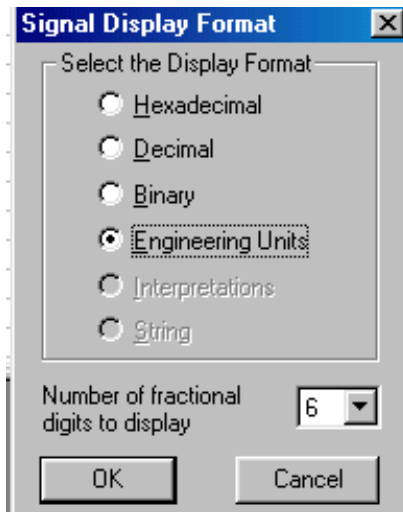 Signal Display Format
Select the Display Format
Hexadecimal
Decimal
Binary
Engineering Units
Interpretations
String
Number of fractional
digits to display
6
OK
Cancel